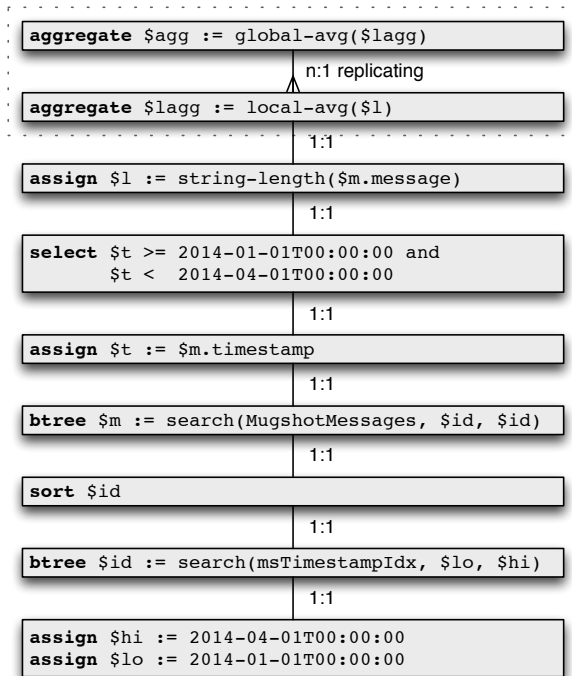 aggregate $agg := global-avg($lagg)
n:1 replicating
aggregate $lagg := local-avg($l)
1:1
assign $l := string-length($m.message)
1:1
select $t >= 2014-01-01T00:00:00 and
$t < 2014-04-01T00:00:00
1:1
assign $t := $m.timestamp
1:1
btree $m := search(MugshotMessages, $id, $id)
1:1
sort $id
1:1
btree $id := search(msTimestampIdx, $lo, $hi)
1:1
assign $hi := 2014-04-01T00:00:00
assign $lo := 2014-01-01T00:00:00